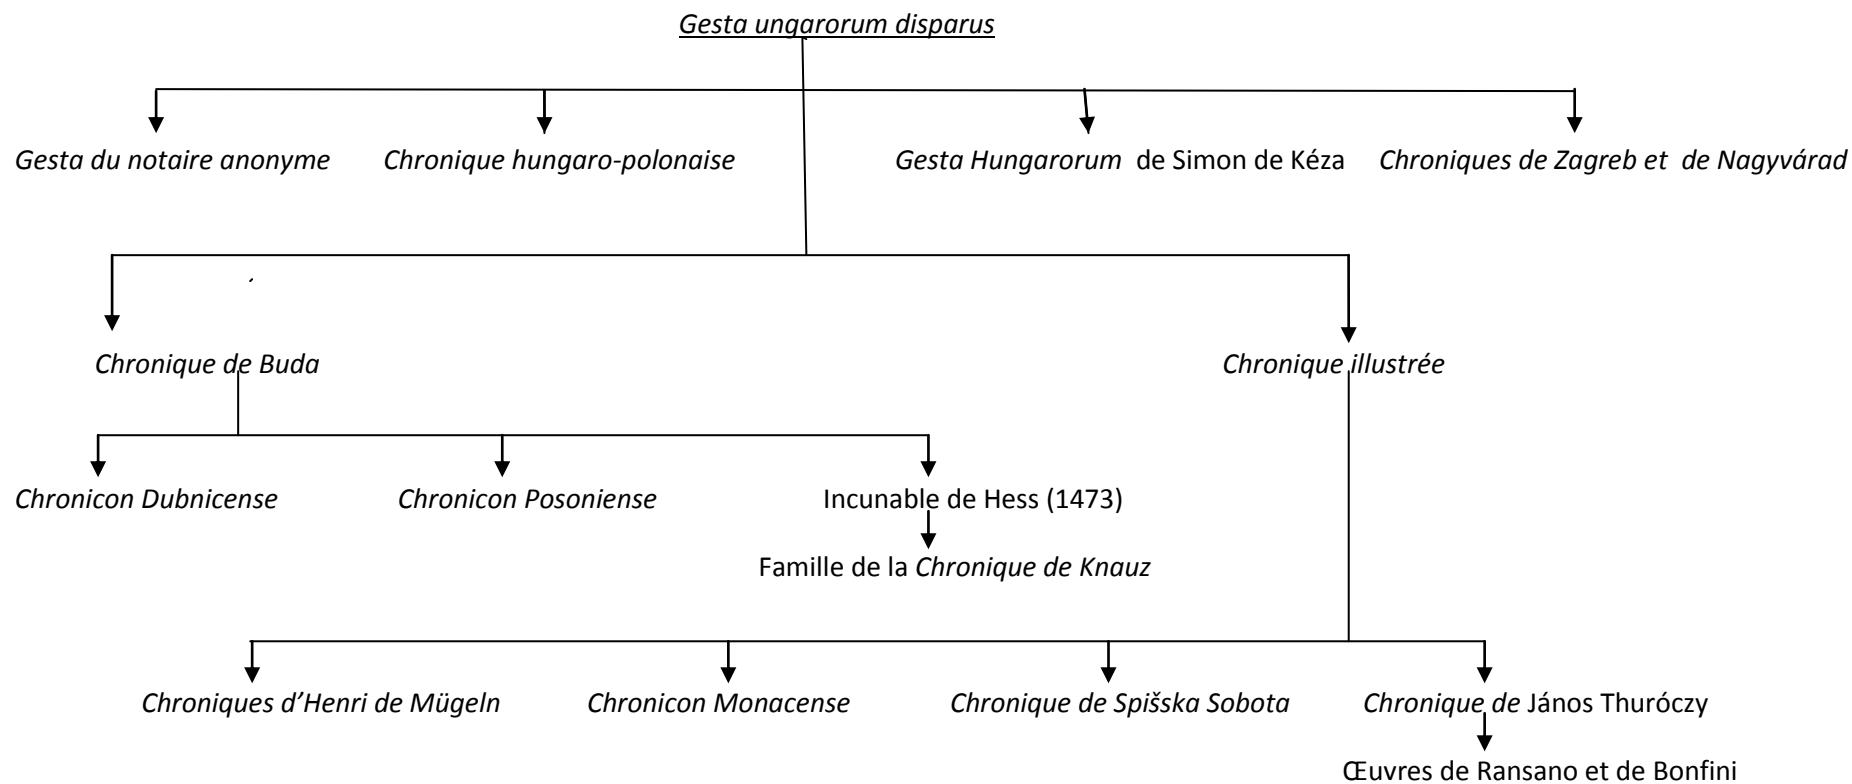 Gesta ungarorum disparus
Gesta du notaire anonyme Chronique hungaro-polonaise Gesta Hungarorum de Simon de Kéza Chroniques de Zagreb et de Nagyvárad
Chronique de Buda Chronique illustrée
Chronicon Dubnicense Chronicon Posoniense Incunable de Hess (1473)
Famille de la Chronique de Knauz
Chroniques d’Henri de Mügeln Chronicon Monacense Chronique de Spišska Sobota Chronique de János Thuróczy
Œuvres de Ransano et de Bonfini